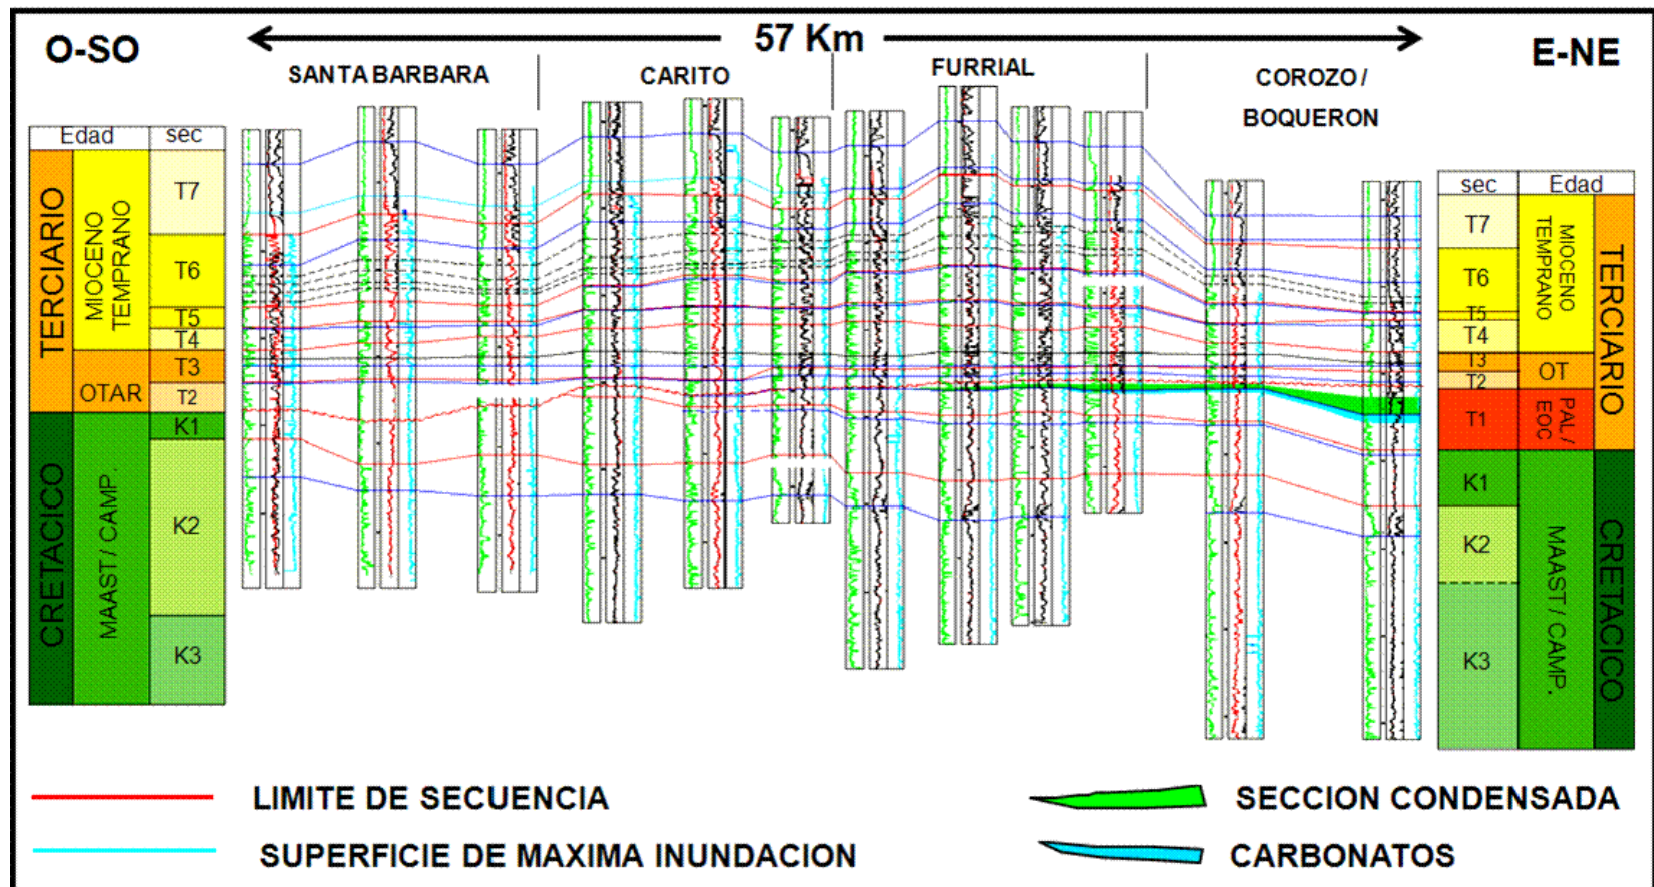 O-SO
57 Km
E-NE
SANTA BARBARA
CARITO
FURRIAL
COROZO /
BOQUERON
Edad
sec
TERCIARIO
MIOCENO
TEMPRANO
T7
T6
T5
T4
T3
OTAR
T2
CRETACICO
MAAST / CAMP.
K1
K2
K3
sec
Edad
T7
T6
T5
T4
MIOCENO
TEMPRANO
TERCIARIO
T3
T2
OT
T1
PAL /
EOC
K1
K2
K3
MAAST / CAMP.
CRETACICO
LIMITE DE SECUENCIA
SUPERFICIE DE MAXIMA INUNDACION
SECCION CONDENSADA
CARBONATOS